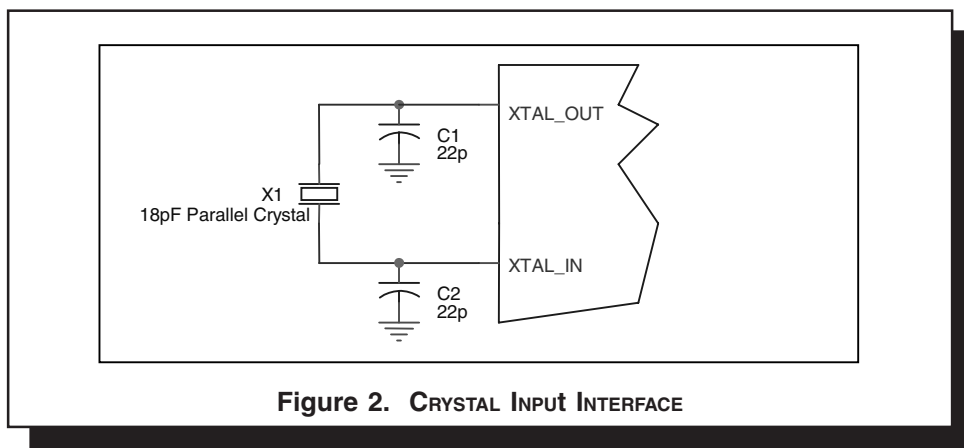 XTAL_OUT
C1
22p
X1
18pF Parallel Crystal
XTAL_IN
C2
22p
Figure 2. CRYSTAL INPUt INTERFACE